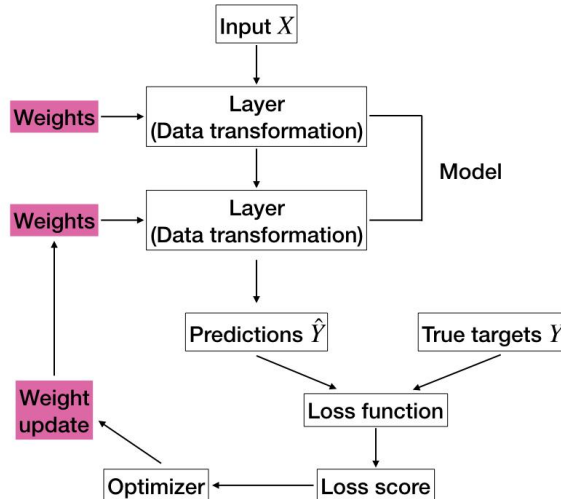 Input X
Layer
(Data transformation)
Weights
Model
Layer
(Data transformation)
Weights
Predictions Ŷ
True targets Y
Weight
update
Loss function
Optimizer
Loss score